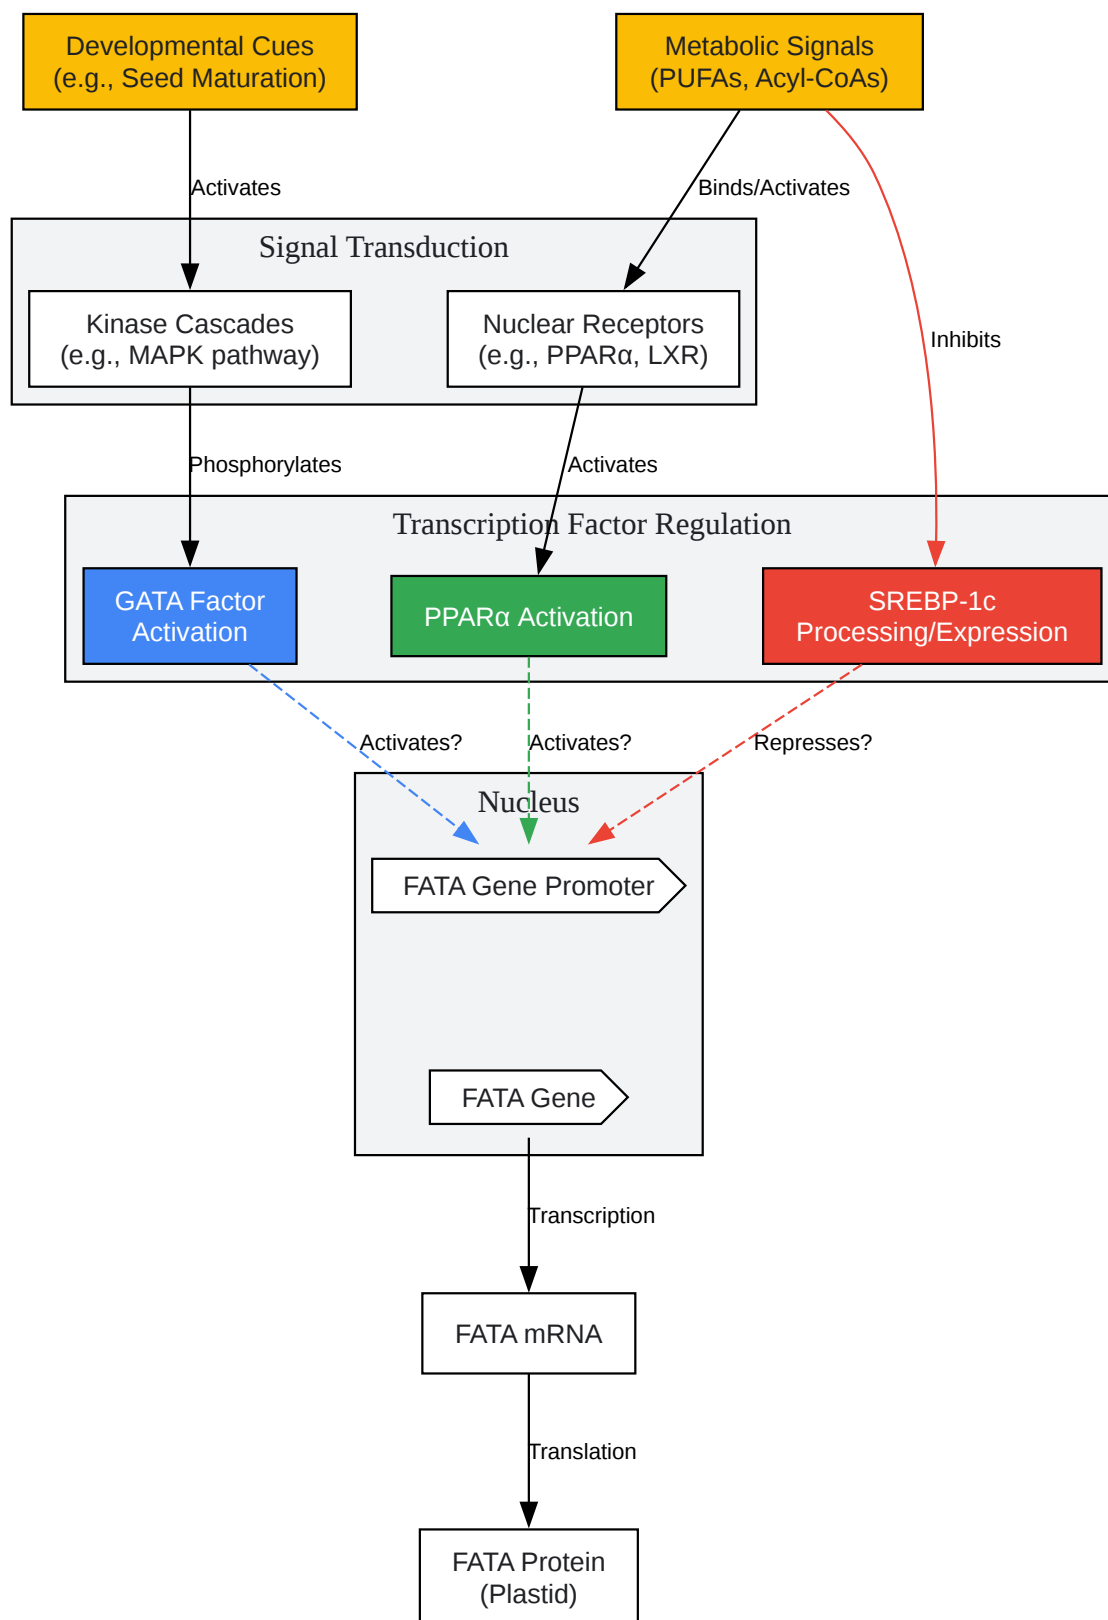 Developmental Cues
(e.g., Seed Maturation)
Metabolic Signals
(PUFAs, Acyl-CoAs)
Activates
Binds/Activates
Signal Transduction
Kinase Cascades
(e.g., MAPK pathway)
Nuclear Receptors
(e.g., PPARα, LXR)
Inhibits
Phosphorylates
Activates
Transcription Factor Regulation
GATA Factor
Activation
PPARα Activation
SREBP-1c
Processing/Expression
Activates?
Activates?
Represses?
Nucleus
FATA Gene Promoter
FATA Gene
Transcription
FATA mRNA
Translation
FATA Protein
(Plastid)